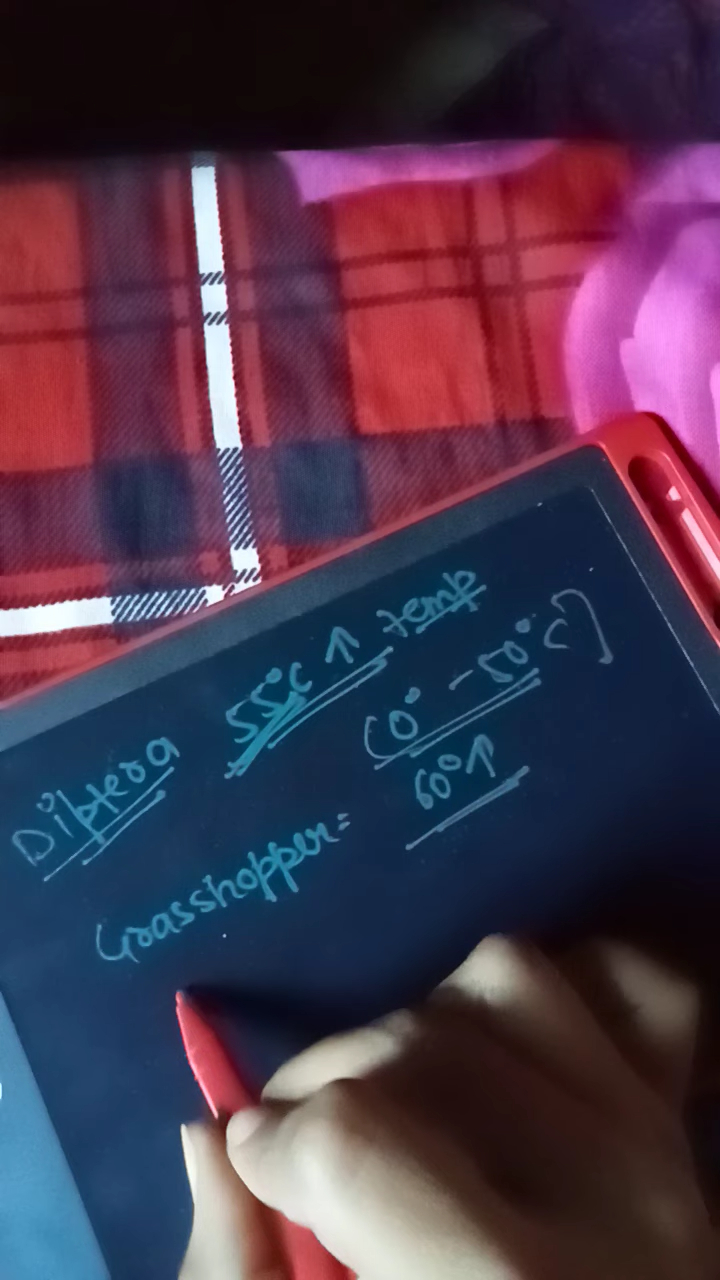 Diptera 55°C ↑ temp
(0° - 50°C)
Grasshopper = 60° ↑